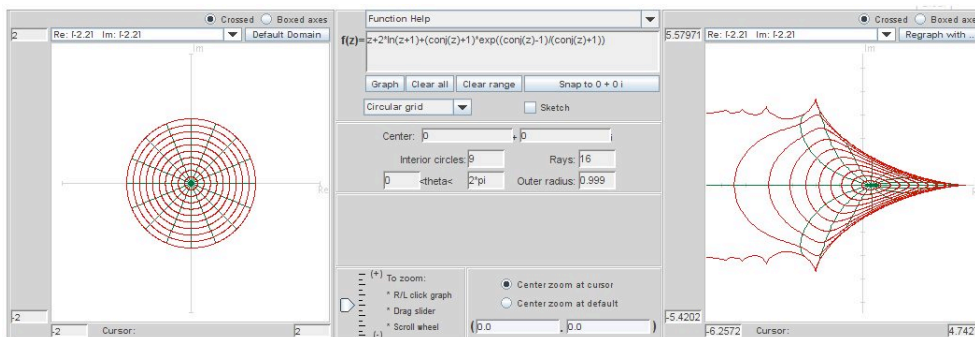 Crossed Boxed axes
2 Re: [-2.21 Im: [-2.21 Default Domain
Im
Re
-2
-2 Cursor: 2
Function Help
f(z)= z+2*ln(z+1)+(conj(z)+1)*exp((conj(z)-1)/(conj(z)+1))
Graph Clear all Clear range Snap to 0 + 0 i
Circular grid Sketch
Center: 0 + 0 i
Interior circles: 9 Rays: 16
0 <theta< 2*pi Outer radius: 0.999
(+) To zoom:
* R/L click graph
* Drag slider
(-) * Scroll wheel
Center zoom at cursor
Center zoom at default
( 0.0 . 0.0 )
Crossed Boxed axes
5.57971 Re: [-2.21 Im: [-2.21 Regraph with ...
Im
-5.4202
-6.2572 Cursor: 4.742